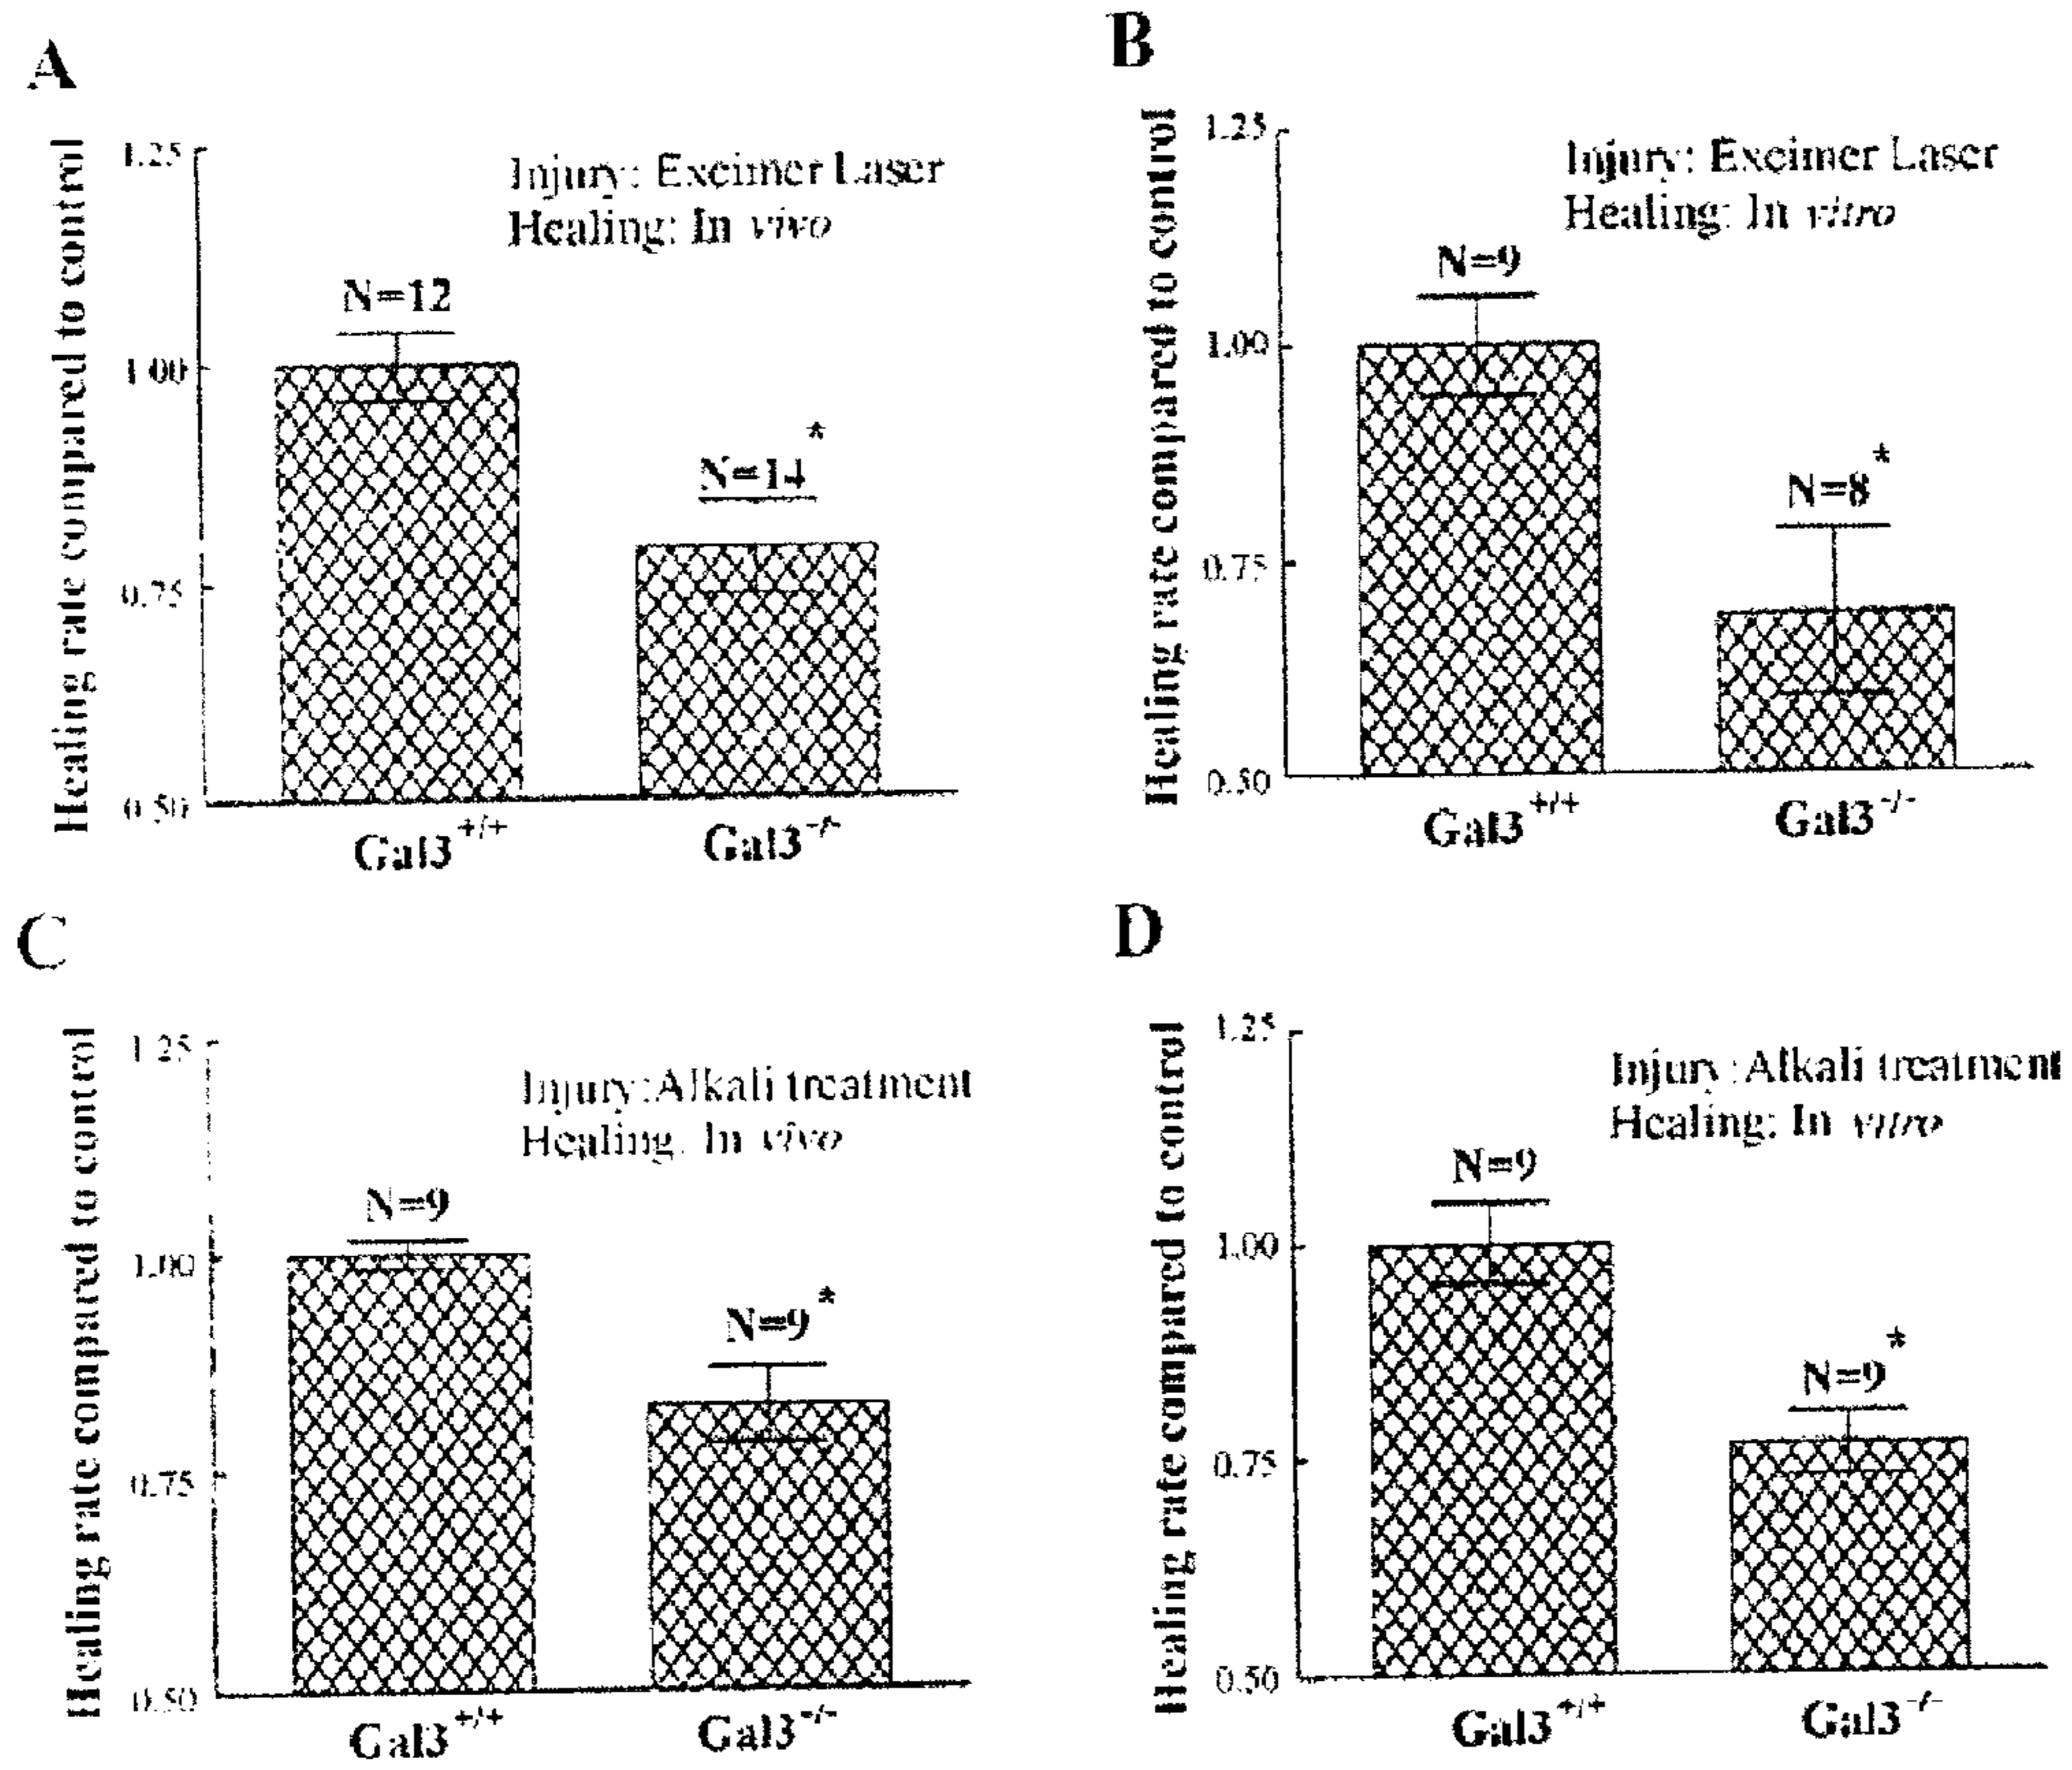 A
Healing rate compared to control
1.25
1.00
0.75
0.50
Injury: Excimer Laser
Healing: In vivo
N=12
N=14*
Gal3+/+
Gal3-/-
B
Healing rate compared to control
1.25
1.00
0.75
0.50
Injury: Excimer Laser
Healing: In vitro
N=9
N=8*
Gal3+/+
Gal3-/-
C
Healing rate compared to control
1.25
1.00
0.75
0.50
Injury:Alkali treatment
Healing: In vivo
N=9
N=9*
Gal3+/+
Gal3-/-
D
Healing rate compared to control
1.25
1.00
0.75
0.50
Injury:Alkali treatment
Healing: In vitro
N=9
N=9*
Gal3+/+
Gal3-/-